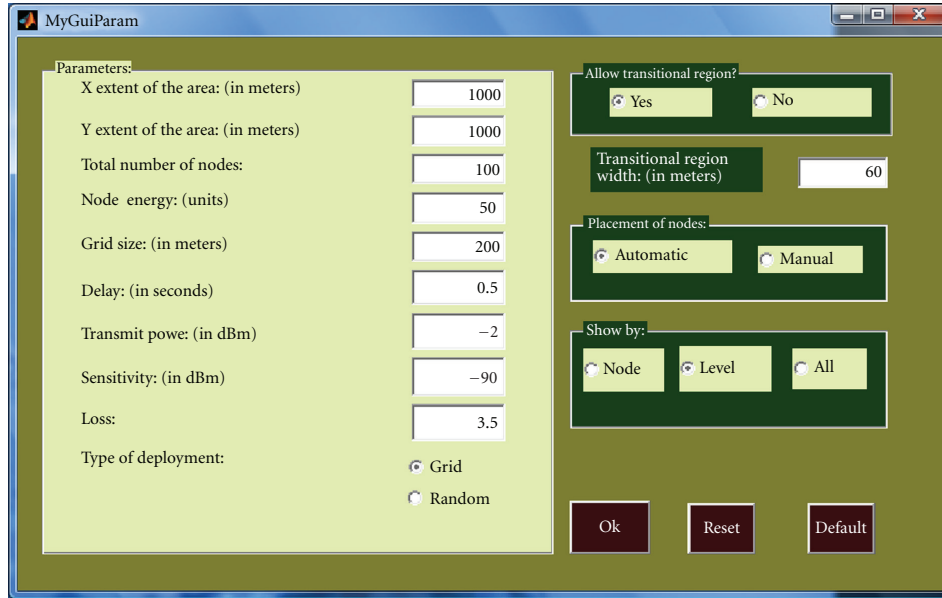 MyGuiParam
Parameters:
X extent of the area: (in meters)
1000
Y extent of the area: (in meters)
1000
Total number of nodes:
100
Node energy: (units)
50
Grid size: (in meters)
200
Delay: (in seconds)
0.5
Transmit powe: (in dBm)
−2
Sensitivity: (in dBm)
−90
Loss:
3.5
Type of deployment:
Grid
Random
Allow transitional region?
Yes
No
Transitional region
width: (in meters)
60
Placement of nodes:
Automatic
Manual
Show by:
Node
Level
All
Ok
Reset
Default